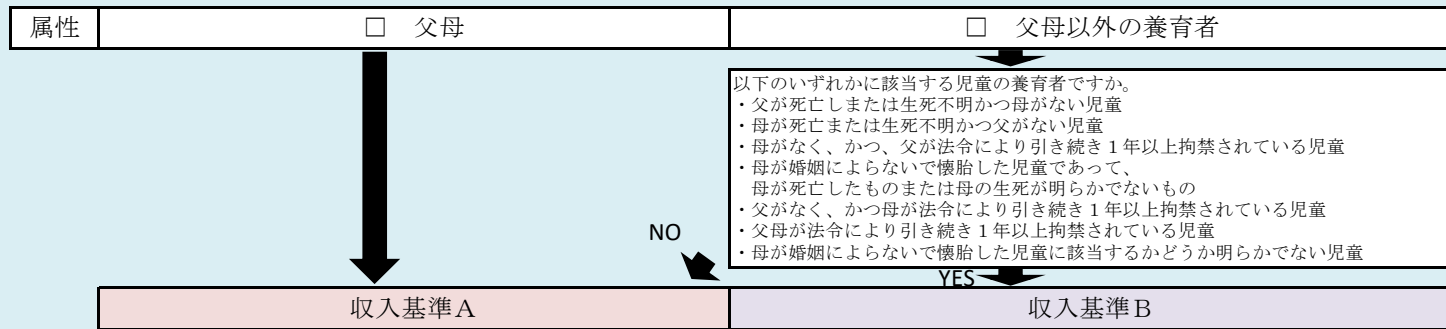 属性
□　父母
□　父母以外の養育者
以下のいずれかに該当する児童の養育者ですか。
・父が死亡しまたは生死不明かつ母がない児童
・母が死亡または生死不明かつ父がない児童
・母がなく、かつ、父が法令により引き続き１年以上拘禁されている児童
・母が婚姻によらないで懐胎した児童であって、
　母が死亡したものまたは母の生死が明らかでないもの
・父がなく、かつ母が法令により引き続き１年以上拘禁されている児童
・父母が法令により引き続き１年以上拘禁されている児童
・母が婚姻によらないで懐胎した児童に該当するかどうか明らかでない児童
NO
YES
収入基準Ａ
収入基準Ｂ